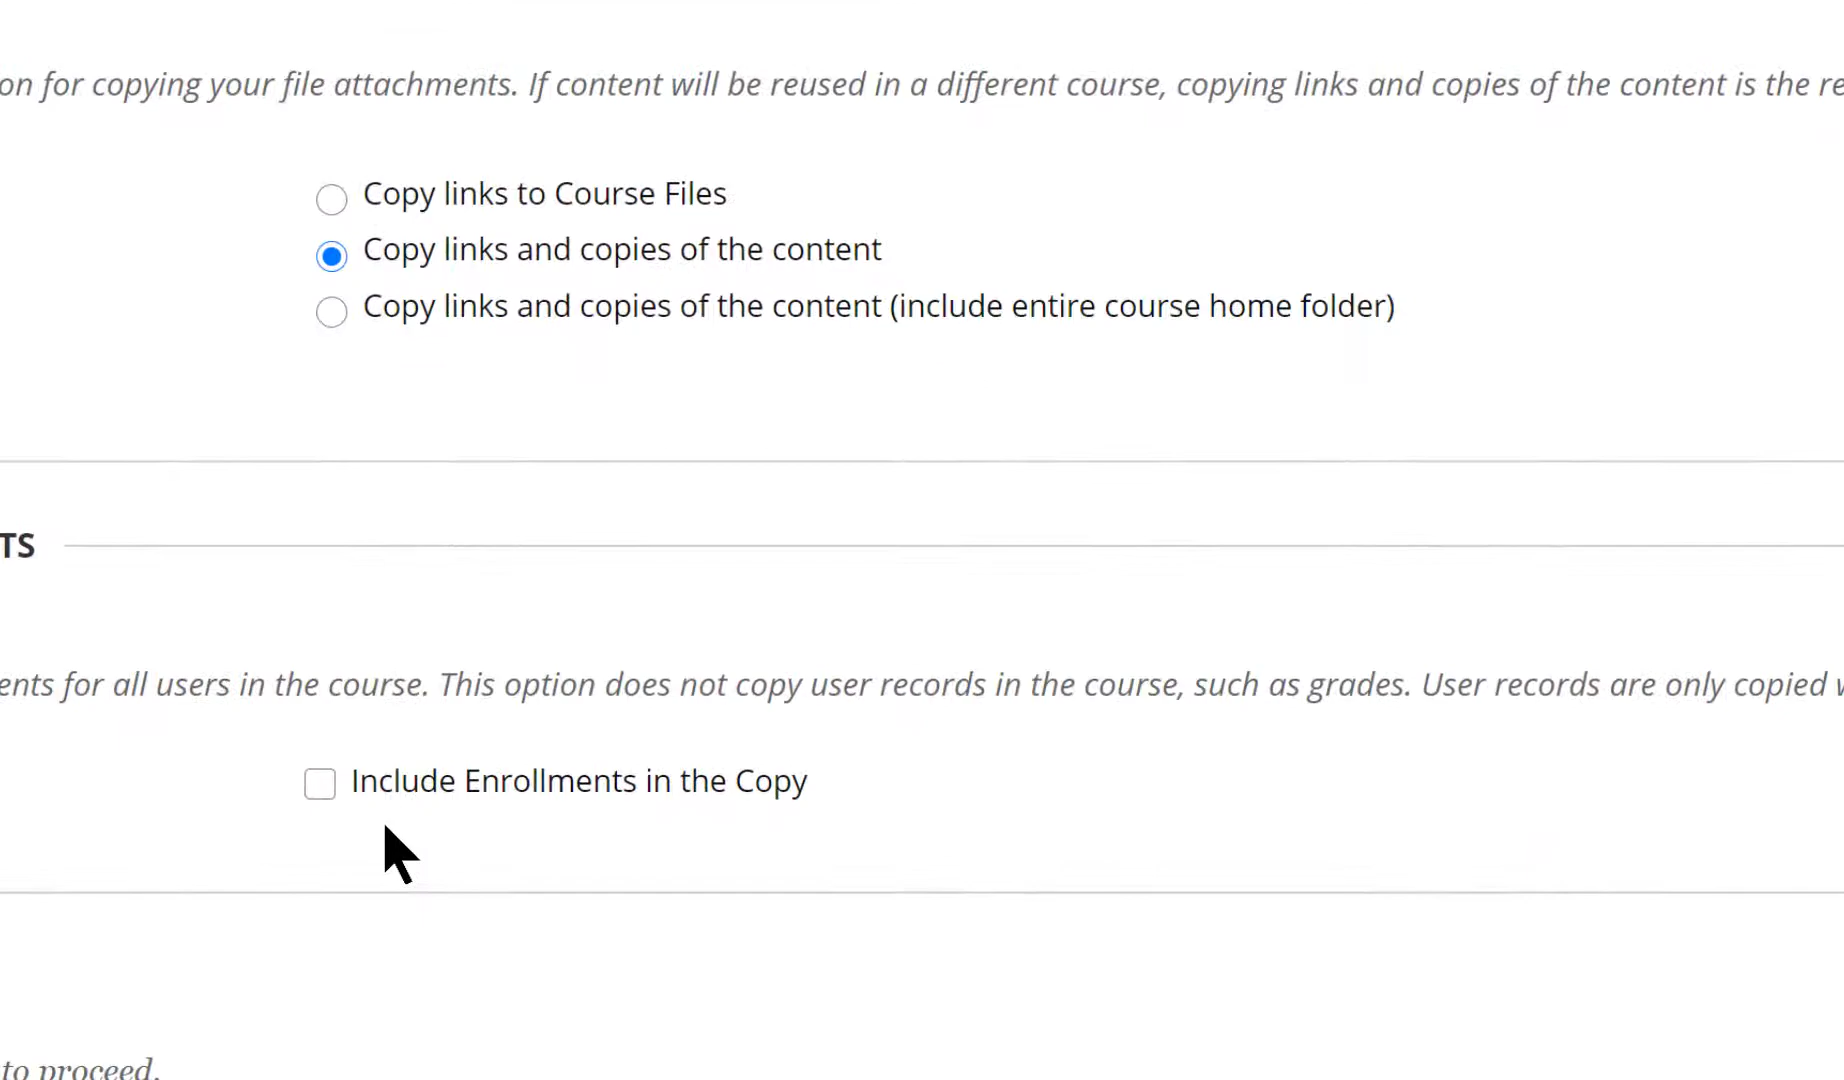 on for copying your file attachments. If content will be reused in a different course, copying links and copies of the content is the re
Copy links to Course Files
Copy links and copies of the content
Copy links and copies of the content (include entire course home folder)
TS
ents for all users in the course. This option does not copy user records in the course, such as grades. User records are only copied
Include Enrollments in the Copy
to proceed.